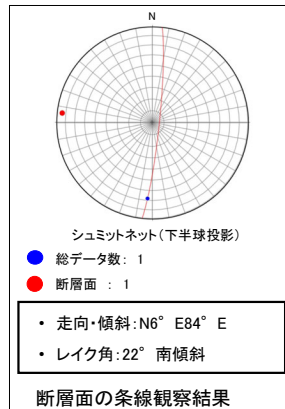 N
シュミットネット(下半球投影)
総データ数: 1
断層面 : 1
• 走向・傾斜:N6° E84° E
• レイク角:22° 南傾斜
断層面の条線観察結果